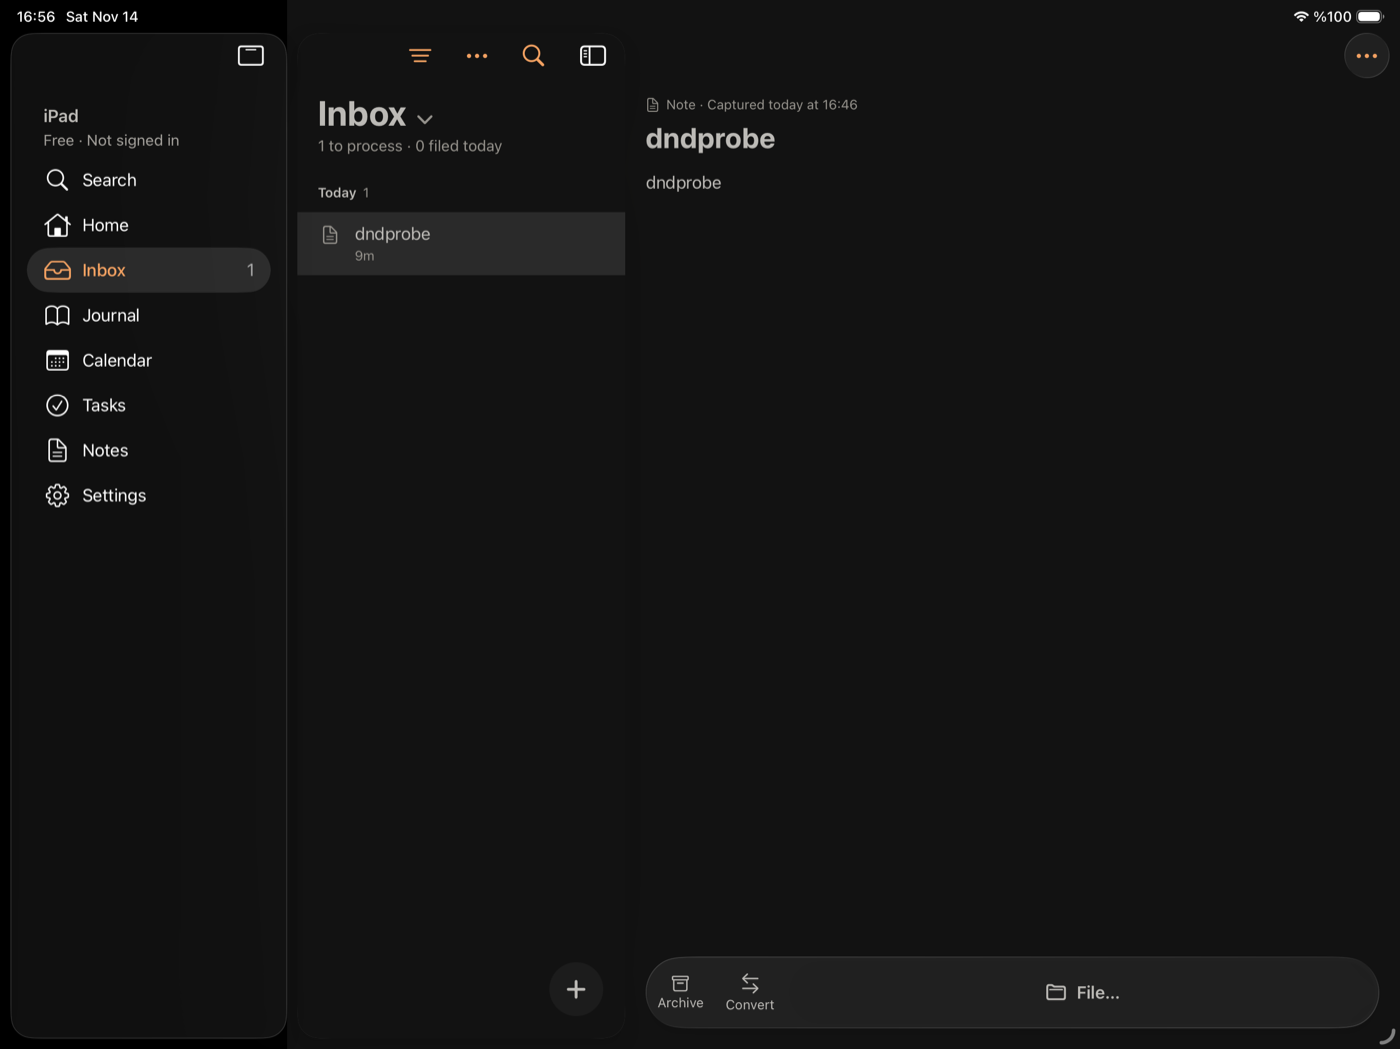 16:56 Sat Nov 14
%100
iPad
Free · Not signed in
Search
Home
Inbox 1
Journal
Calendar
Tasks
Notes
Settings
Inbox
1 to process · 0 filed today
Today 1
dndprobe
9m
Note · Captured today at 16:46
dndprobe
dndprobe
Archive
Convert
File...